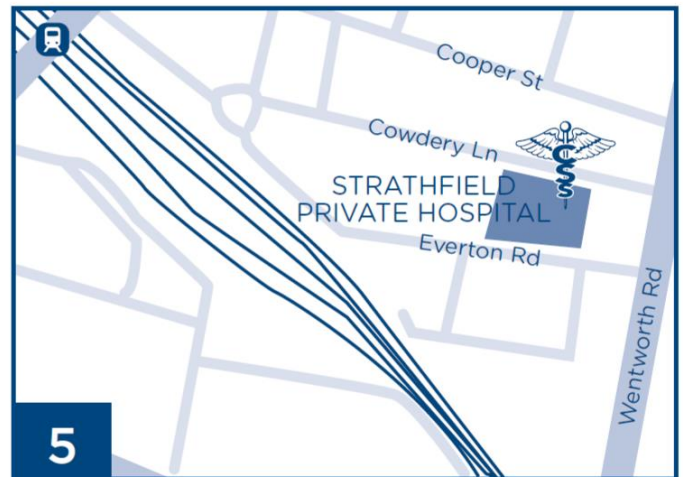 Cooper St
Cowdery Ln
STRATHFIELD
PRIVATE HOSPITAL
Everton Rd
Wentworth Rd
5